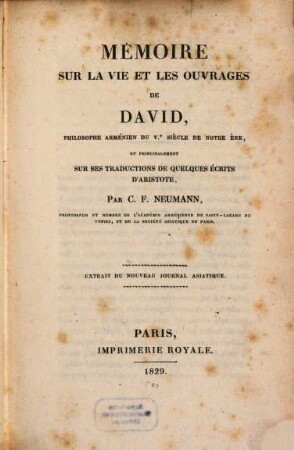 MÉMOIRE
SUR LA VIE ET LES OUVRAGES
DE
DAVID,
PHILOSOPHE ARMÉNIEN DU V.e SIÈCLE DE NOTRE ÈRE,
ET PRINCIPALEMENT
SUR SES TRADUCTIONS DE QUELQUES ÉCRITS
D'ARISTOTE,
PAR C. F. NEUMANN,
PROFESSEUR ET MEMBRE DE L'ACADÉMIE ARMÉNIENNE DE SAINT-LAZARE DE
VENISE, ET DE LA SOCIÉTÉ ASIATIQUE DE PARIS.
EXTRAIT DU NOUVEAU JOURNAL ASIATIQUE.
PARIS,
IMPRIMERIE ROYALE.
1829.